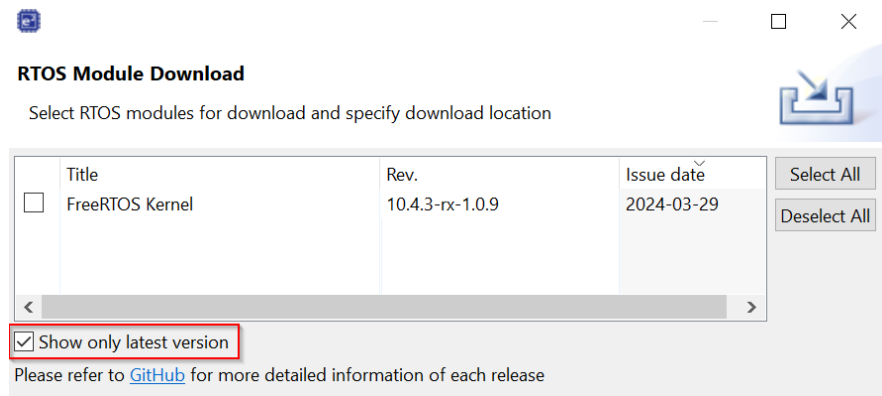 RTOS Module Download
Select RTOS modules for download and specify download location
Title Rev. Issue date Select All
FreeRTOS Kernel 10.4.3-rx-1.0.9 2024-03-29
Deselect All
Show only latest version
Please refer to GitHub for more detailed information of each release